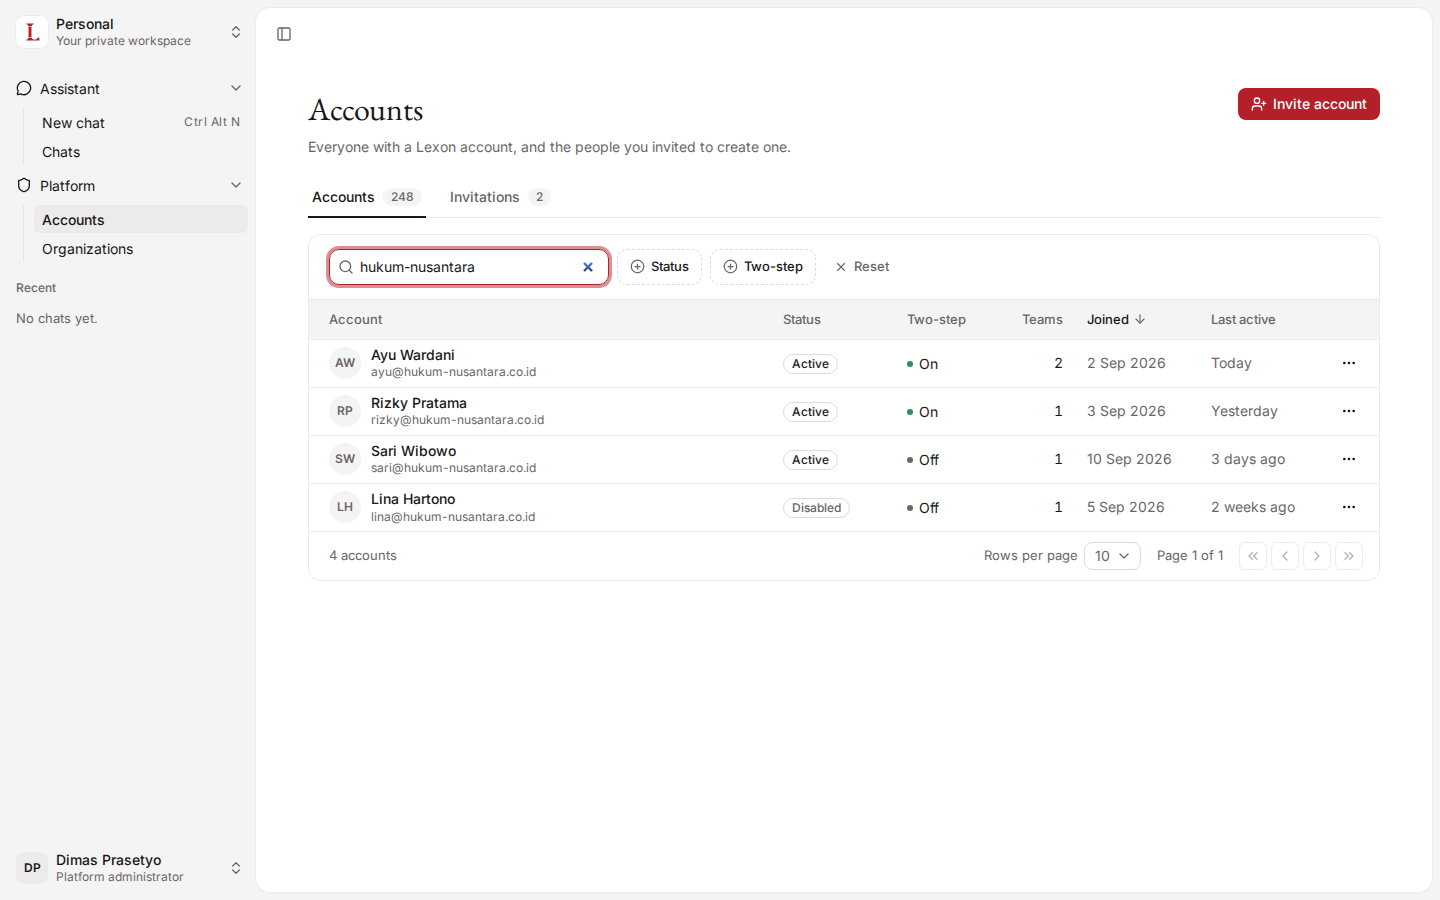 L
Personal
Your private workspace
Assistant
New chat Ctrl Alt N
Chats
Platform
Accounts
Organizations
Recent
No chats yet.
DP
Dimas Prasetyo
Platform administrator
Accounts
Everyone with a Lexon account, and the people you invited to create one.
Invite account
Accounts 248 Invitations 2
hukum-nusantara Status Two-step Reset
Account Status Two-step Teams Joined Last active
AW Ayu Wardani
ayu@hukum-nusantara.co.id
Active On 2 2 Sep 2026 Today
RP Rizky Pratama
rizky@hukum-nusantara.co.id
Active On 1 3 Sep 2026 Yesterday
SW Sari Wibowo
sari@hukum-nusantara.co.id
Active Off 1 10 Sep 2026 3 days ago
LH Lina Hartono
lina@hukum-nusantara.co.id
Disabled Off 1 5 Sep 2026 2 weeks ago
4 accounts Rows per page 10 Page 1 of 1